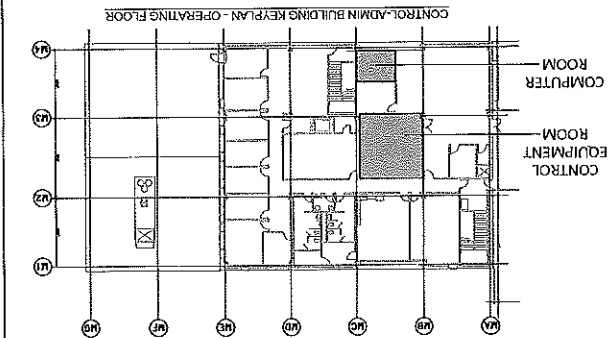 MA MB MC MD ME MF MG
M1
M2
CONTROL
EQUIPMENT
ROOM
M3
COMPUTER
ROOM
M4
CONTROL-ADMIN BUILDING KEYPLAN - OPERATING FLOOR